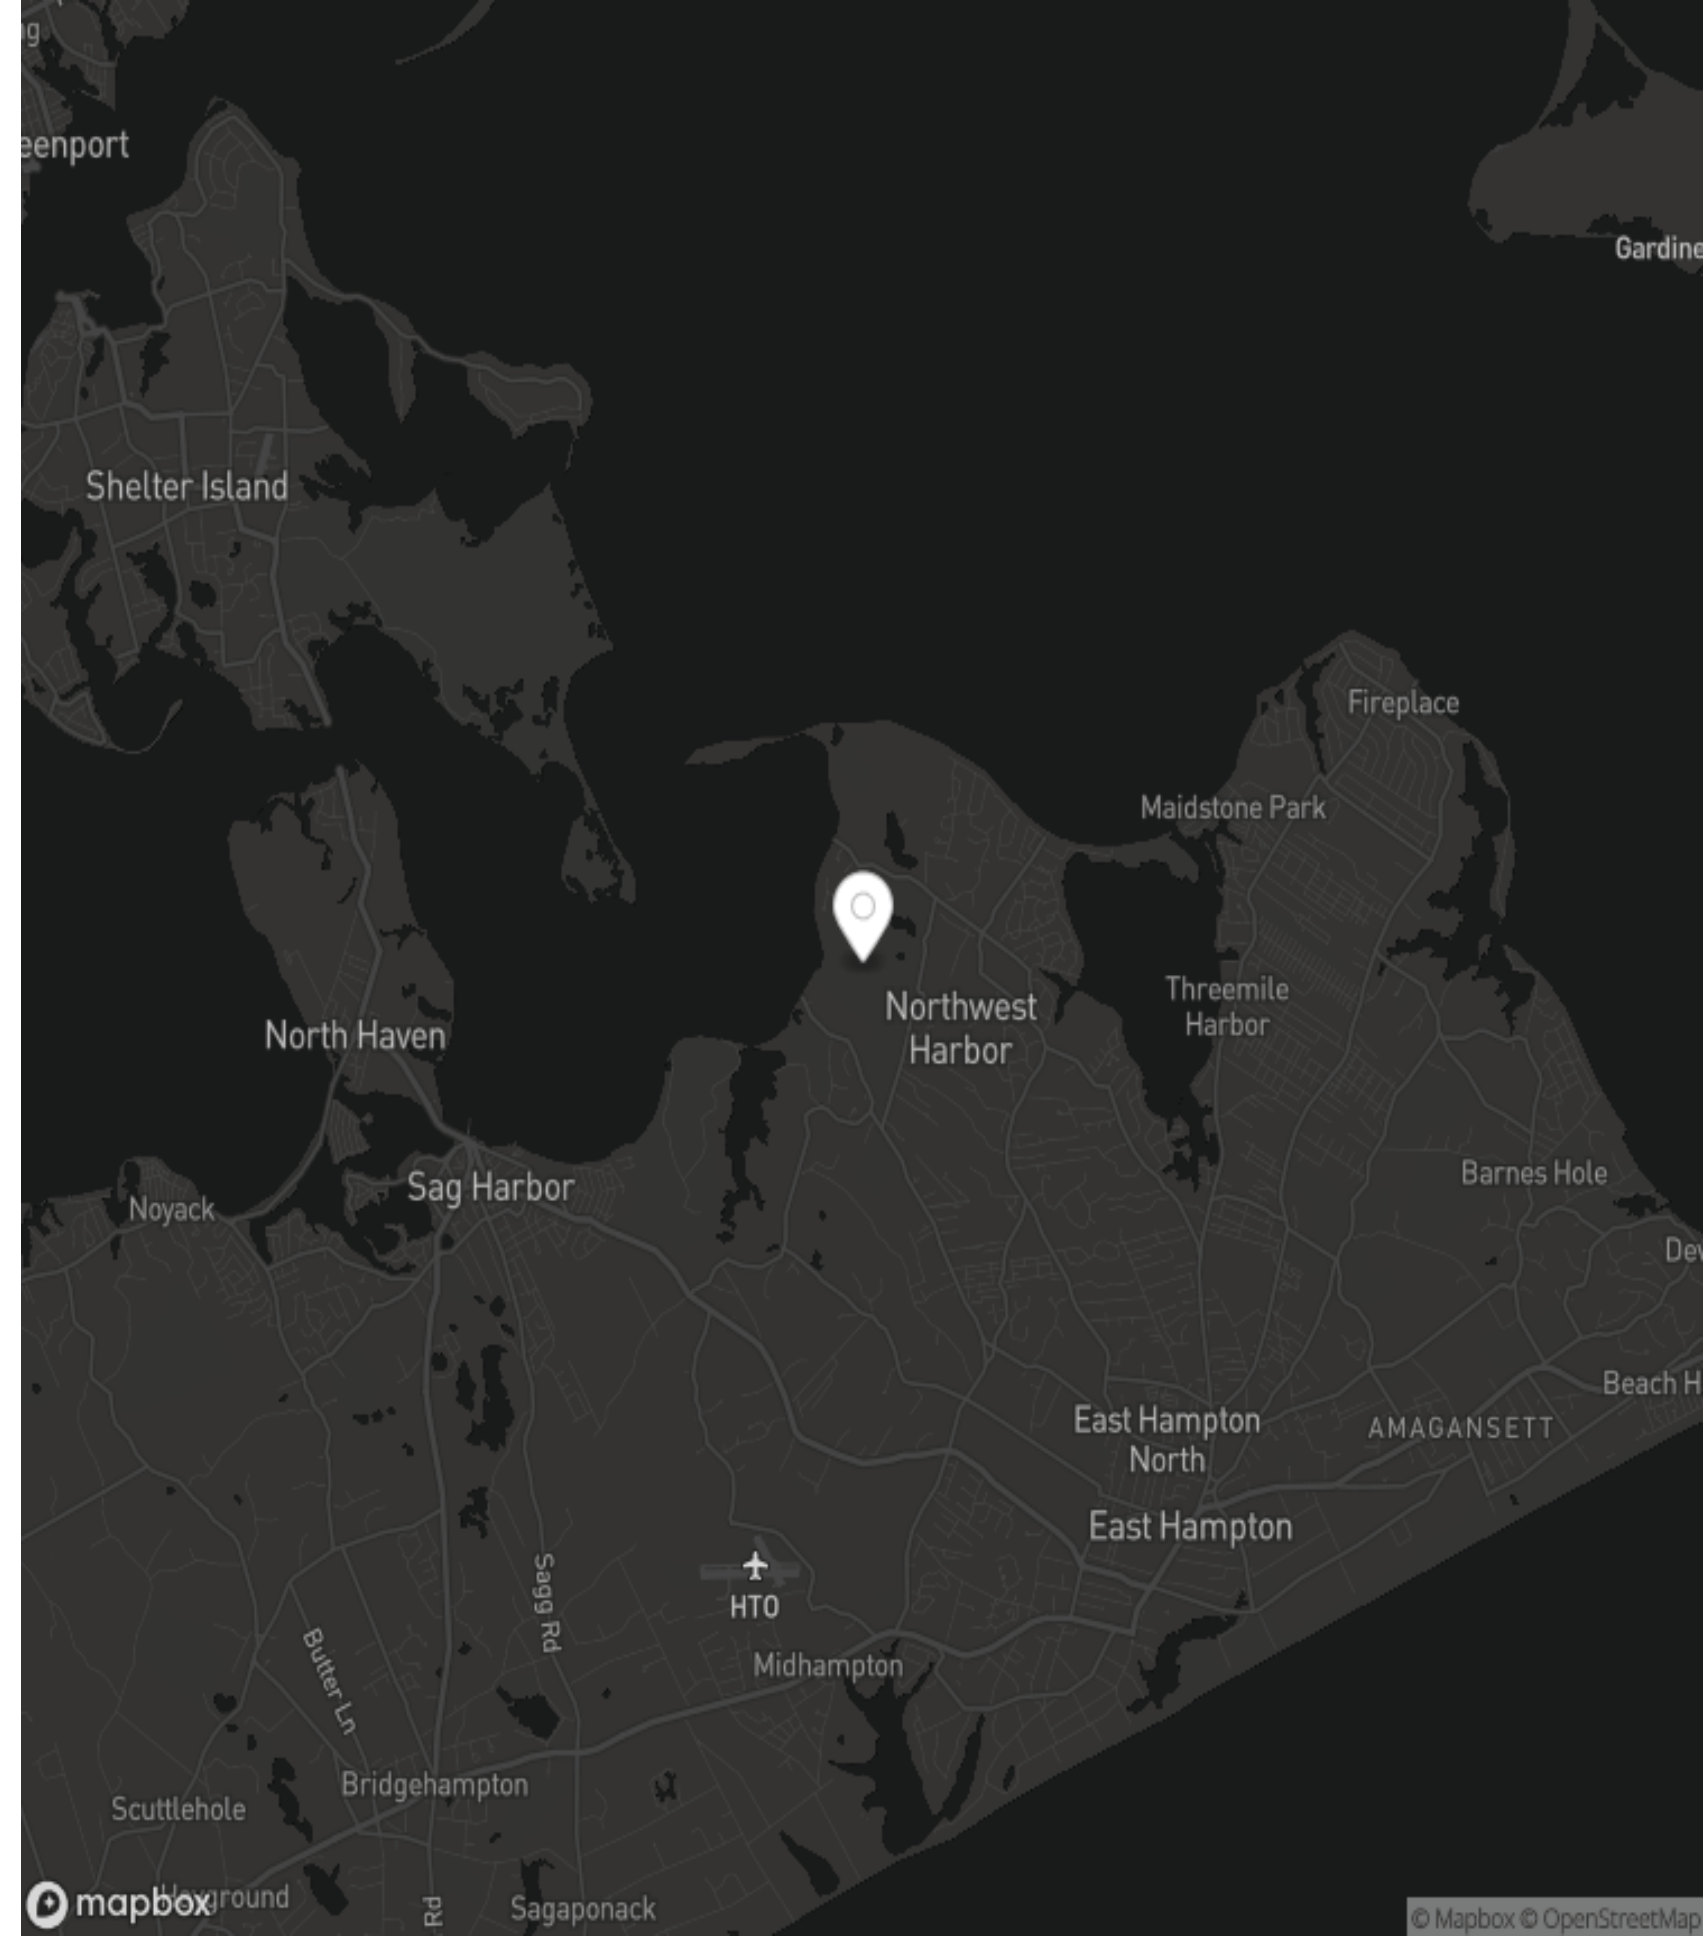 ng
eenport
Gardine
Shelter Island
Fireplace
Maidstone Park
Threemile
Harbor
Northwest
Harbor
North Haven
Sag Harbor
Barnes Hole
Noyack
Dev
Beach H
East Hampton
North
AMAGANSETT
East Hampton
Sagg Rd
HTO
Butter Ln
Midhampton
Bridgehampton
Scuttlehole
Hayground
mapbox
Rd
Sagaponack
© Mapbox © OpenStreetMap